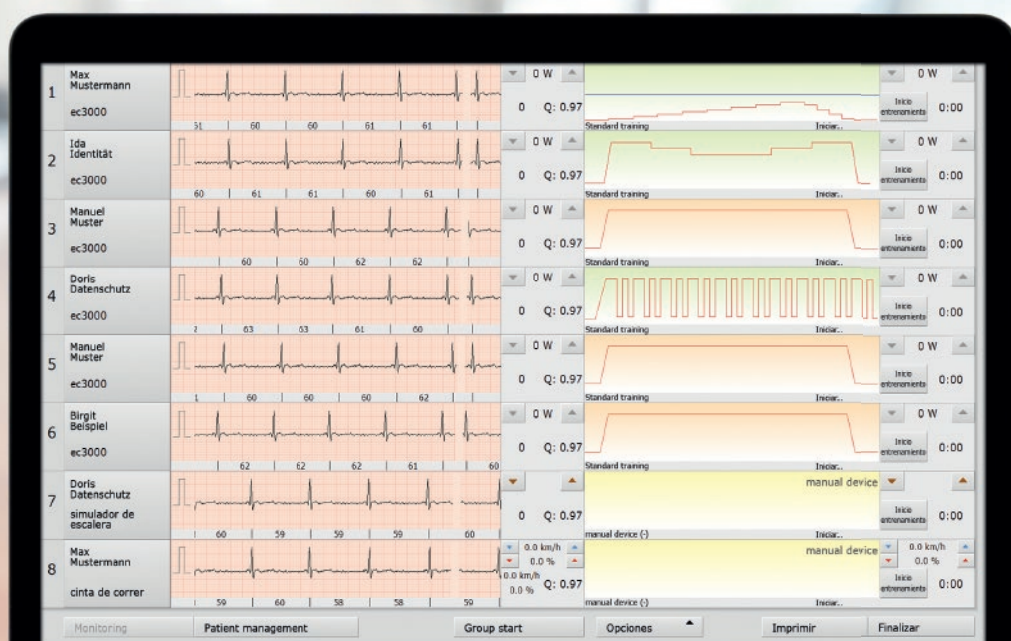 1
Max
Mustermann
ec3000
51 | 60 | 60 | 61 | 61 |
0 W
0 Q: 0.97
Standard training Iniciar...
0 W
Inicio
entrenamiento
0:00
2
Ida
Identität
ec3000
60 | 61 | 61 | 60 | 61 |
0 W
0 Q: 0.97
Standard training Iniciar...
0 W
Inicio
entrenamiento
0:00
3
Manuel
Muster
ec3000
| 60 | 60 | 62 | 62 |
0 W
0 Q: 0.97
Standard training Iniciar...
0 W
Inicio
entrenamiento
0:00
4
Doris
Datenschutz
ec3000
2 | 63 | 63 | 61 | 60 |
0 W
0 Q: 0.97
Standard training Iniciar...
0 W
Inicio
entrenamiento
0:00
5
Manuel
Muster
ec3000
1 | 60 | 60 | 60 | 62 |
0 W
0 Q: 0.97
Standard training Iniciar...
0 W
Inicio
entrenamiento
0:00
6
Birgit
Beispiel
ec3000
| 62 | 62 | 62 | 61 | 60
0 W
0 Q: 0.97
Standard training Iniciar...
0 W
Inicio
entrenamiento
0:00
7
Doris
Datenschutz
simulador de
escalera
| 60 | 59 | 59 | 59 | 60
0 Q: 0.97
manual device
manual device (-) Iniciar...
Inicio
entrenamiento
0:00
8
Max
Mustermann
cinta de correr
| 59 | 60 | 58 | 58 | 59 |
0.0 km/h
0.0 %
0.0 km/h
0.0 %
Q: 0.97
manual device
manual device (-) Iniciar...
0.0 km/h
0.0 %
Inicio
entrenamiento
0:00
Monitoring Patient management Group start Opciones Imprimir Finalizar